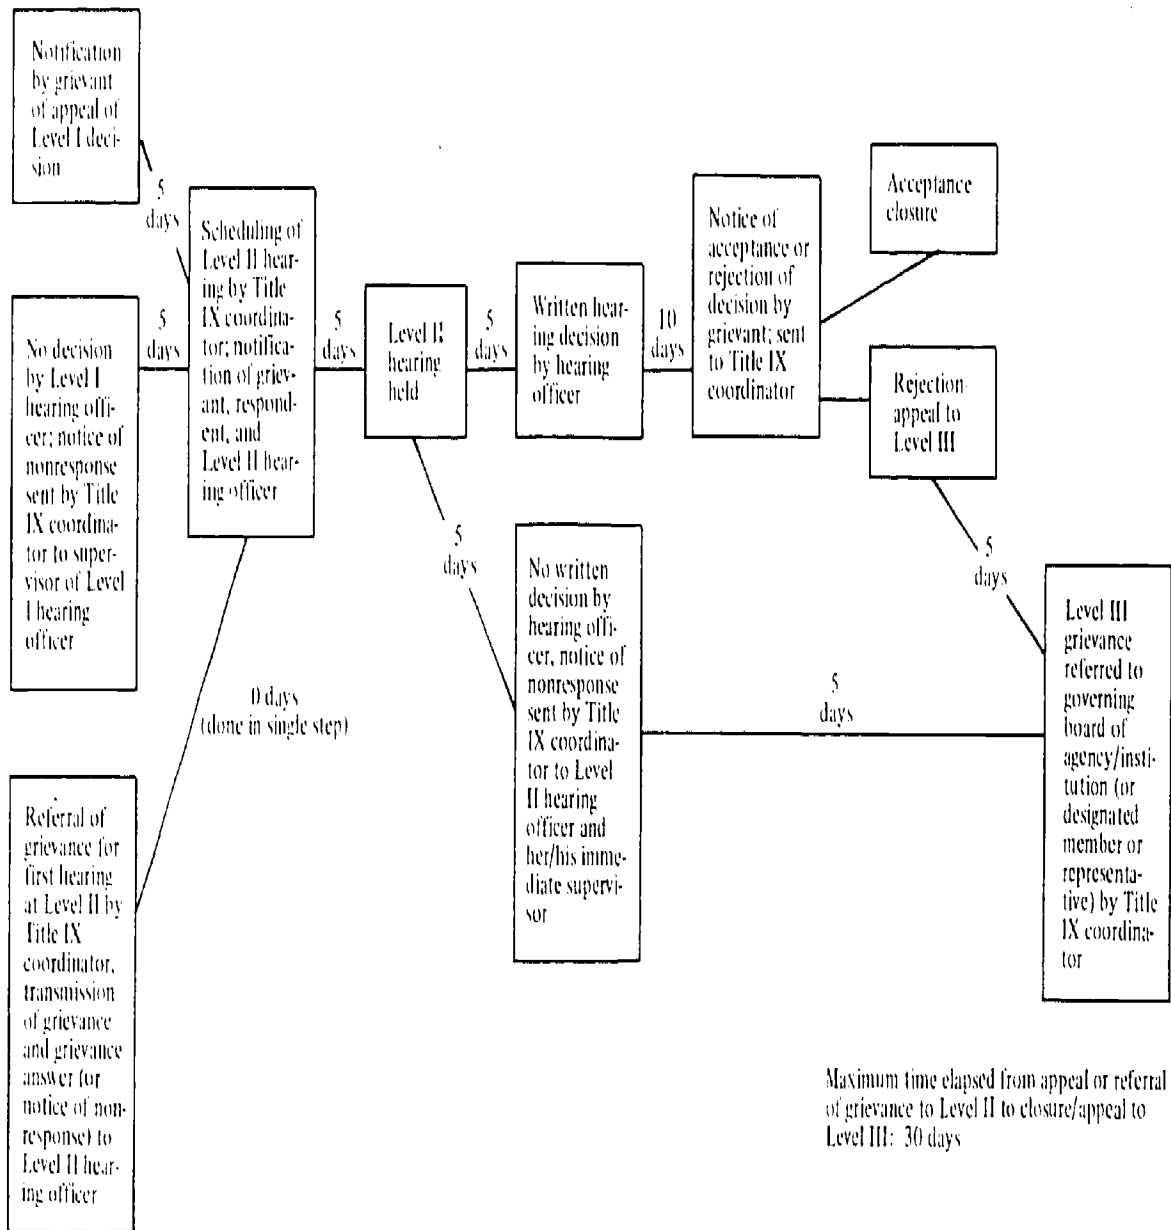 Notification
by grievant
of appeal of
Level I deci-
sion
5
days
No decision
by Level I
hearing offi-
cer; notice of
nonresponse
sent by Title
IX coordina-
tor to super-
visor of Level
I hearing
officer
5
days
Referral of
grievance for
first hearing
at Level II by
Title IX
coordinator,
transmission
of grievance
and grievance
answer (or
notice of non-
response) to
Level II hear-
ing officer
0 days
(done in single step)
Scheduling of
Level II hear-
ing by Title
IX coordina-
tor; notifica-
tion of griev-
ant, respond-
ent, and
Level II hear-
ing officer
5
days
Level II
hearing
held
5
days
Written hear-
ing decision
by hearing
officer
10
days
Notice of
acceptance or
rejection of
decision by
grievant; sent
to Title IX
coordinator
Acceptance
closure
Rejection-
appeal to
Level III
5
days
5
days
No written
decision by
hearing offi-
cer, notice of
nonresponse
sent by Title
IX coordina-
tor to Level
II hearing
officer and
her/his imme-
diate supervi-
sor
5
days
Level III
grievance
referred to
governing
board of
agency/insti-
tution (or
designated
member or
representa-
tive) by Title
IX coordina-
tor
Maximum time elapsed from appeal or referral
of grievance to Level II to closure/appeal to
Level III: 30 days